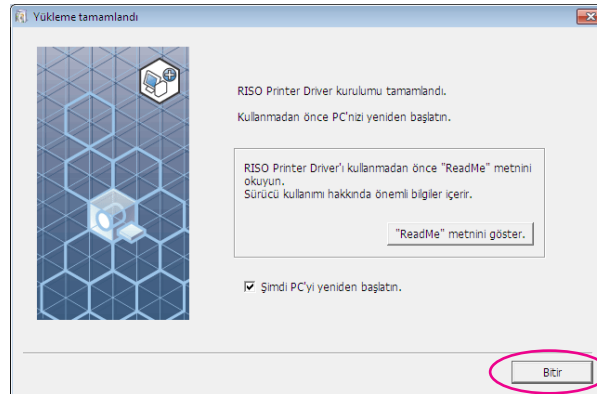 Yükleme tamamlandı
RISO Printer Driver kurulumu tamamlandı.
Kullanmadan önce PC'nizi yeniden başlatın.
RISO Printer Driver'ı kullanmadan önce "ReadMe" metnini
okuyun.
Sürücü kullanımı hakkında önemli bilgiler içerir.
"ReadMe" metnini göster.
Şimdi PC'yi yeniden başlatın.
Bitir